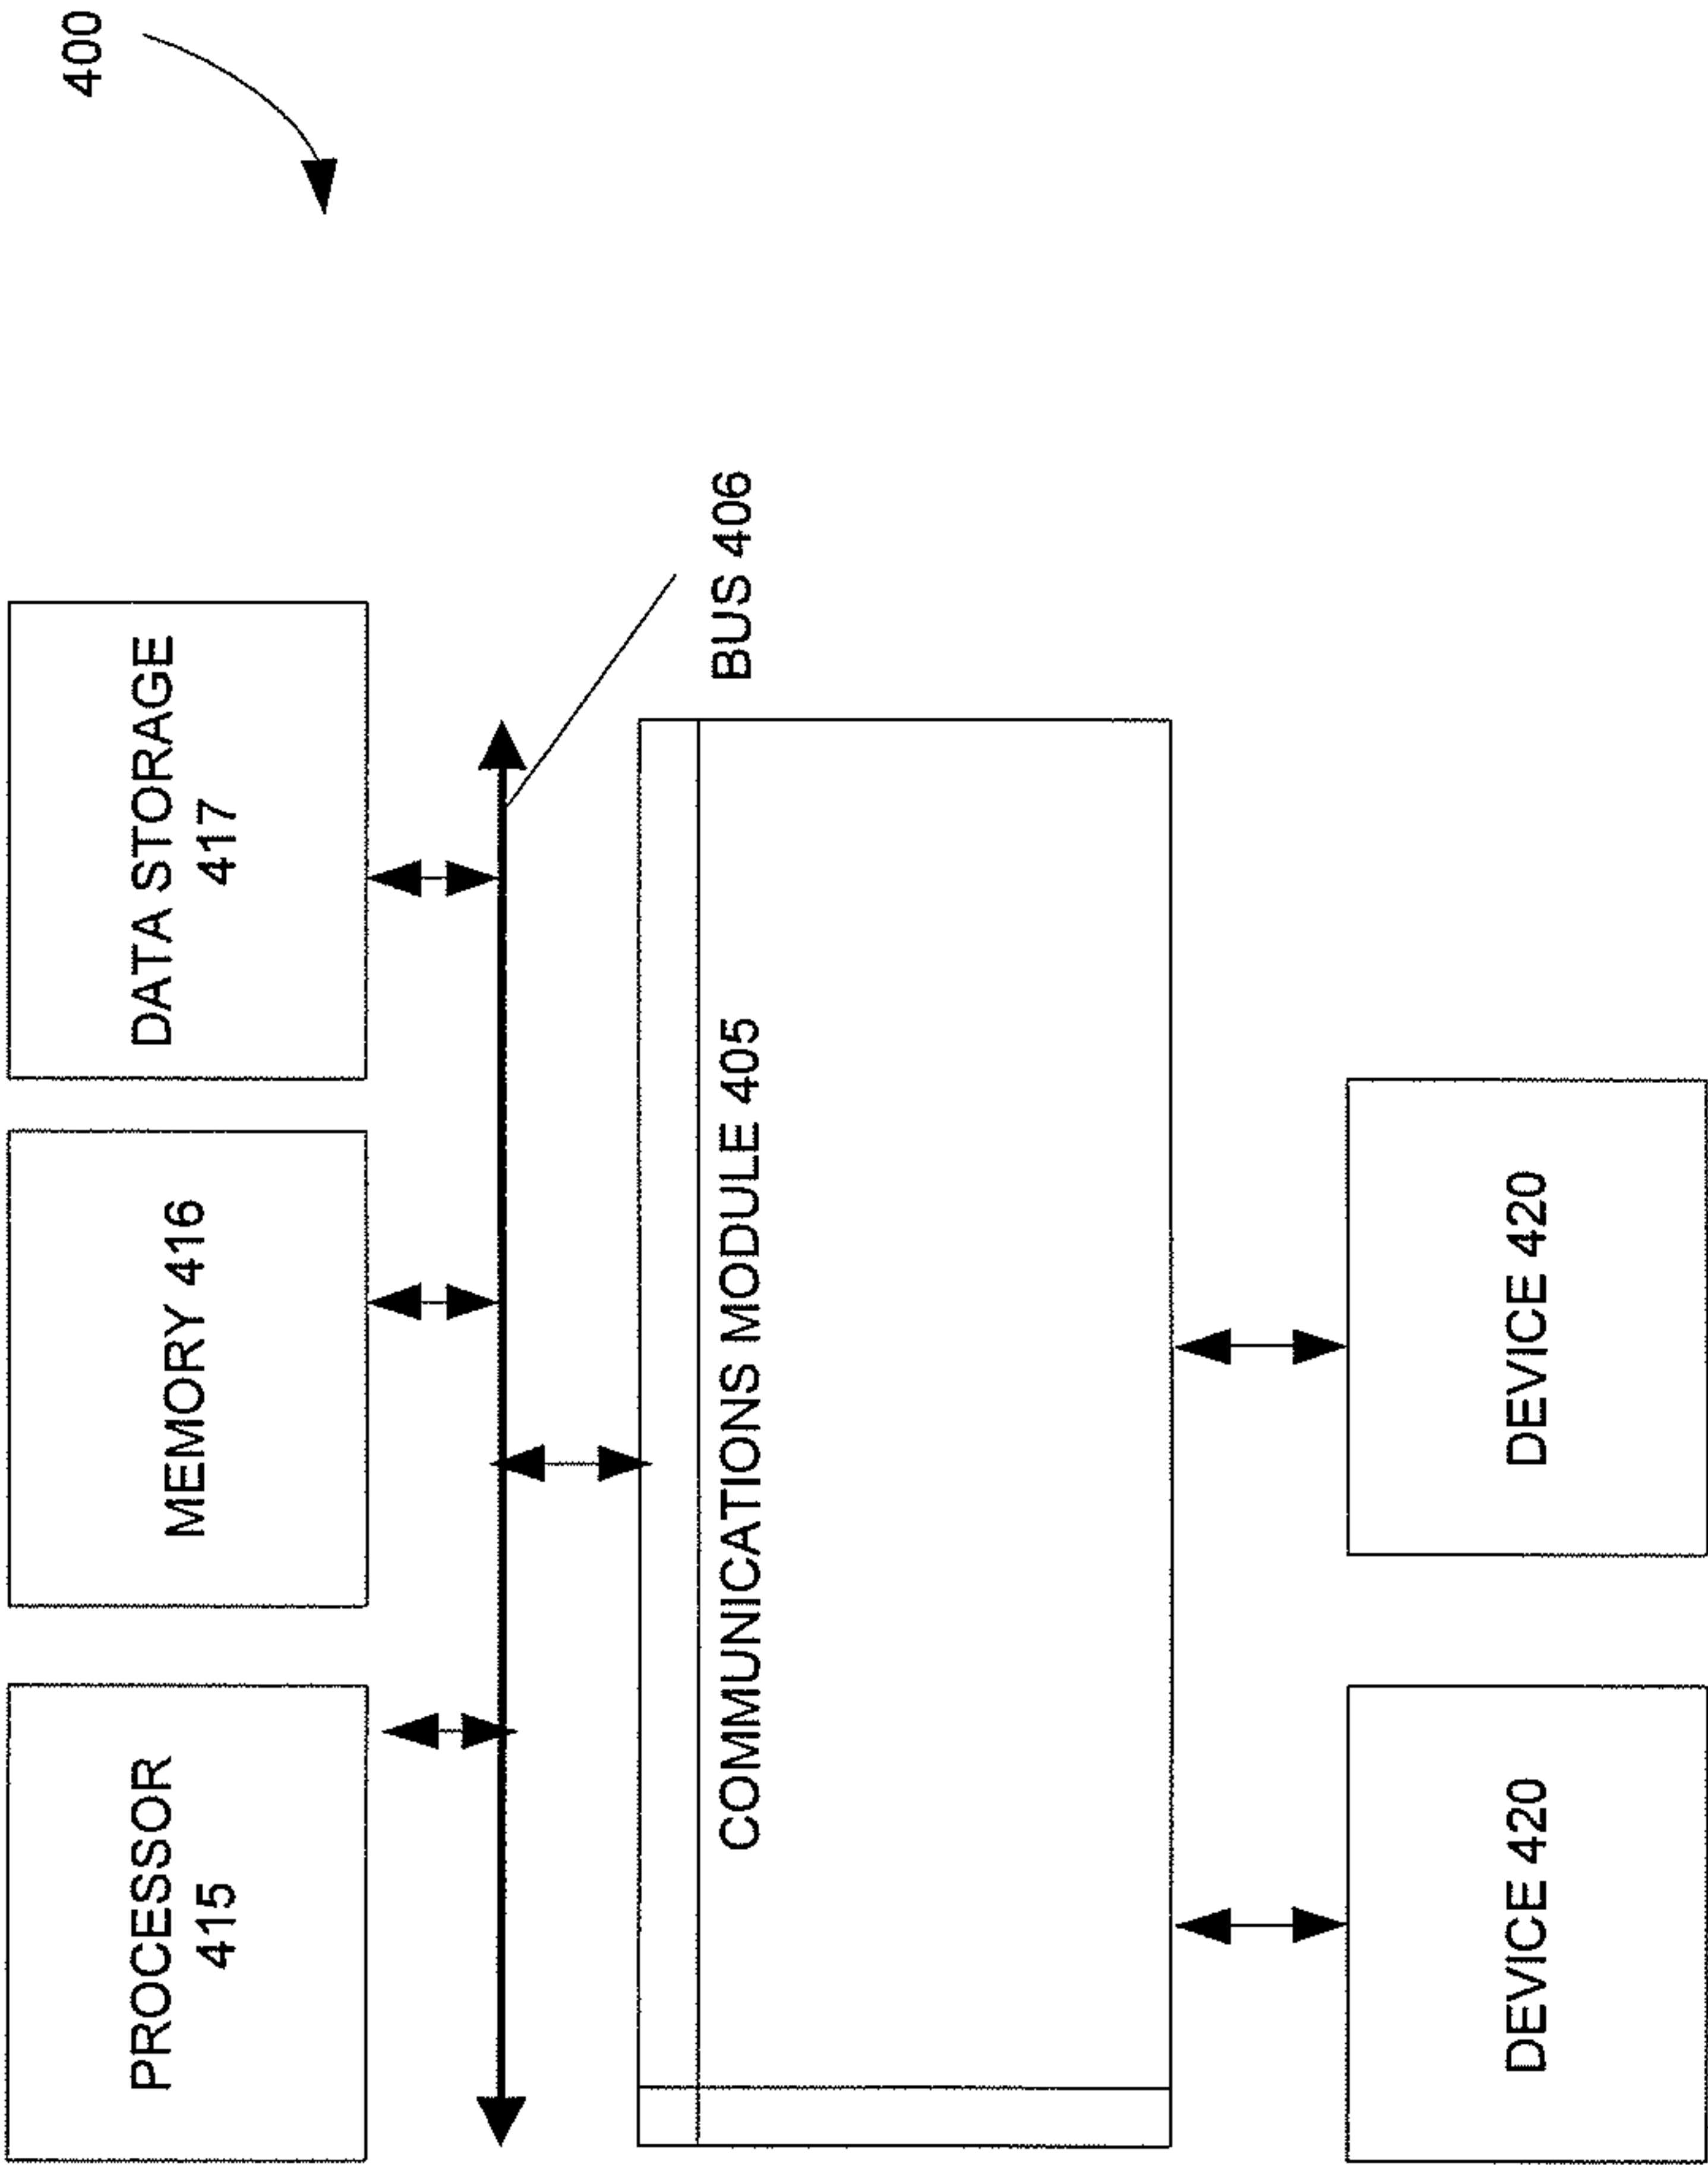 400
PROCESSOR
415
MEMORY 416
DATA STORAGE
417
BUS 406
COMMUNICATIONS MODULE 405
DEVICE 420
DEVICE 420